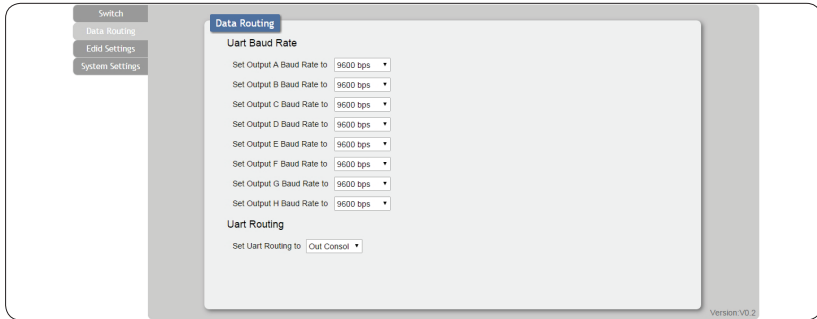 Switch
Data Routing
Edid Settings
System Settings
Data Routing
Uart Baud Rate
Set Output A Baud Rate to 9600 bps
Set Output B Baud Rate to 9600 bps
Set Output C Baud Rate to 9600 bps
Set Output D Baud Rate to 9600 bps
Set Output E Baud Rate to 9600 bps
Set Output F Baud Rate to 9600 bps
Set Output G Baud Rate to 9600 bps
Set Output H Baud Rate to 9600 bps
Uart Routing
Set Uart Routing to Out Consol
Version:V0.2